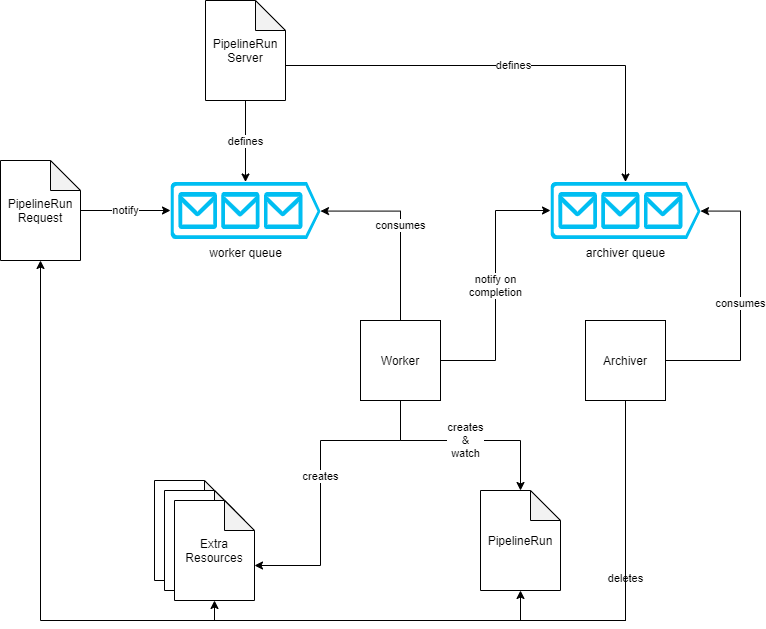 PipelineRun
Server
defines
defines
PipelineRun
Request
notify
worker queue
archiver queue
consumes
notify on
completion
consumes
Worker
Archiver
creates
&
watch
creates
Extra
Resources
PipelineRun
deletes